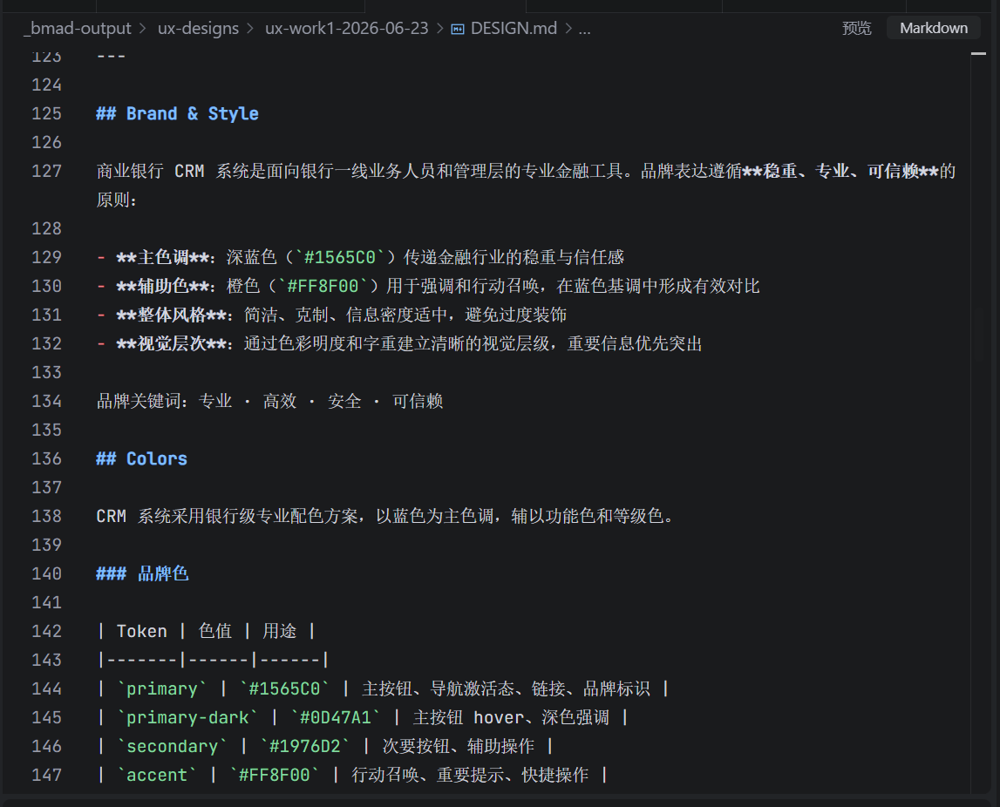 _bmad-output > ux-designs > ux-work1-2026-06-23 > DESIGN.md > ...
预览 Markdown
123 ---
124
125 ## Brand & Style
126
127 商业银行 CRM 系统是面向银行一线业务人员和管理层的专业金融工具。品牌表达遵循**稳重、专业、可信赖**的
原则：
128
129 - **主色调**：深蓝色（`#1565C0`）传递金融行业的稳重与信任感
130 - **辅助色**：橙色（`#FF8F00`）用于强调和行动召唤，在蓝色基调中形成有效对比
131 - **整体风格**：简洁、克制、信息密度适中，避免过度装饰
132 - **视觉层次**：通过色彩明度和字重建立清晰的视觉层级，重要信息优先突出
133
134 品牌关键词：专业 · 高效 · 安全 · 可信赖
135
136 ## Colors
137
138 CRM 系统采用银行级专业配色方案，以蓝色为主色调，辅以功能色和等级色。
139
140 ### 品牌色
141
142 | Token | 色值 | 用途 |
143 |-------|------|------|
144 | `primary` | `#1565C0` | 主按钮、导航激活态、链接、品牌标识 |
145 | `primary-dark` | `#0D47A1` | 主按钮 hover、深色强调 |
146 | `secondary` | `#1976D2` | 次要按钮、辅助操作 |
147 | `accent` | `#FF8F00` | 行动召唤、重要提示、快捷操作 |